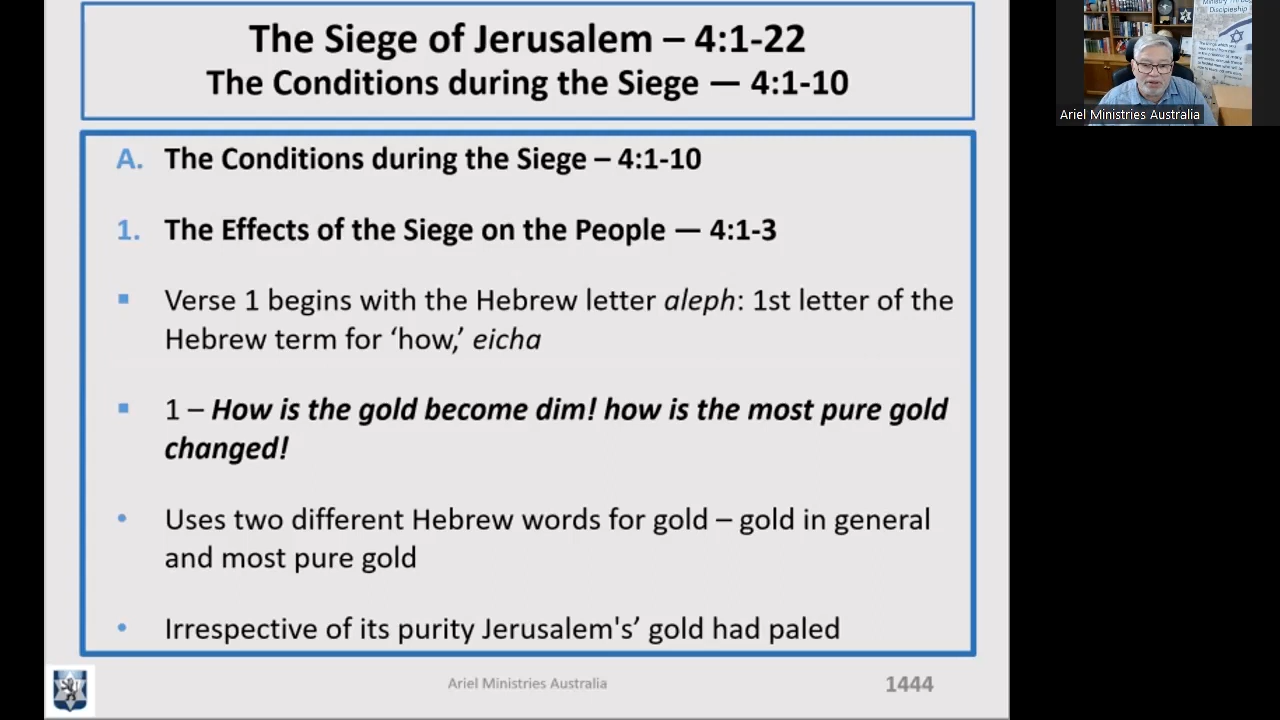 The Siege of Jerusalem – 4:1-22
The Conditions during the Siege — 4:1-10
A. The Conditions during the Siege – 4:1-10
1. The Effects of the Siege on the People — 4:1-3
▪ Verse 1 begins with the Hebrew letter aleph: 1st letter of the
Hebrew term for ‘how,’ eicha
▪ 1 – How is the gold become dim! how is the most pure gold
changed!
• Uses two different Hebrew words for gold – gold in general
and most pure gold
• Irrespective of its purity Jerusalem's’ gold had paled
Ariel Ministries Australia
1444
Discipleship
Ariel Ministries Australia